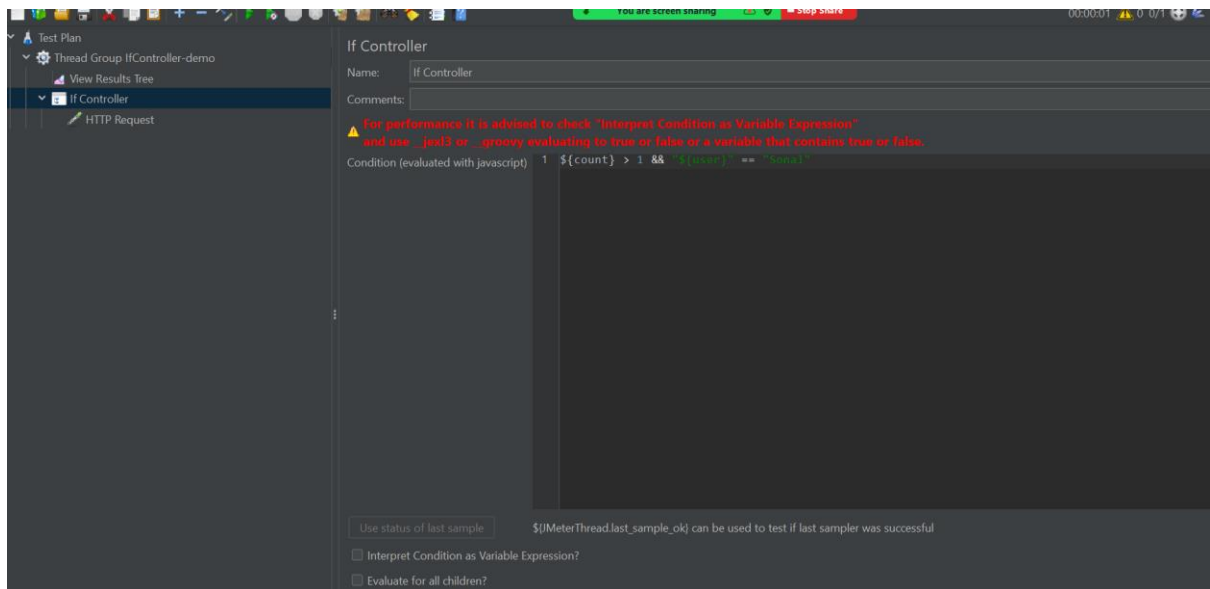 You are screen sharing
Stop Share
00:00:01
0 0/1
Test Plan
Thread Group IfController-demo
View Results Tree
If Controller
HTTP Request
If Controller
Name: If Controller
Comments:
For performance it is advised to check "Interpret Condition as Variable Expression"
and use __jexl3 or __groovy evaluating to true or false or a variable that contains true or false.
Condition (evaluated with javascript)
1 ${count} > 1 && "${user}" == "Sonal"
Use status of last sample
${JMeterThread.last_sample_ok} can be used to test if last sampler was successful
Interpret Condition as Variable Expression?
Evaluate for all children?